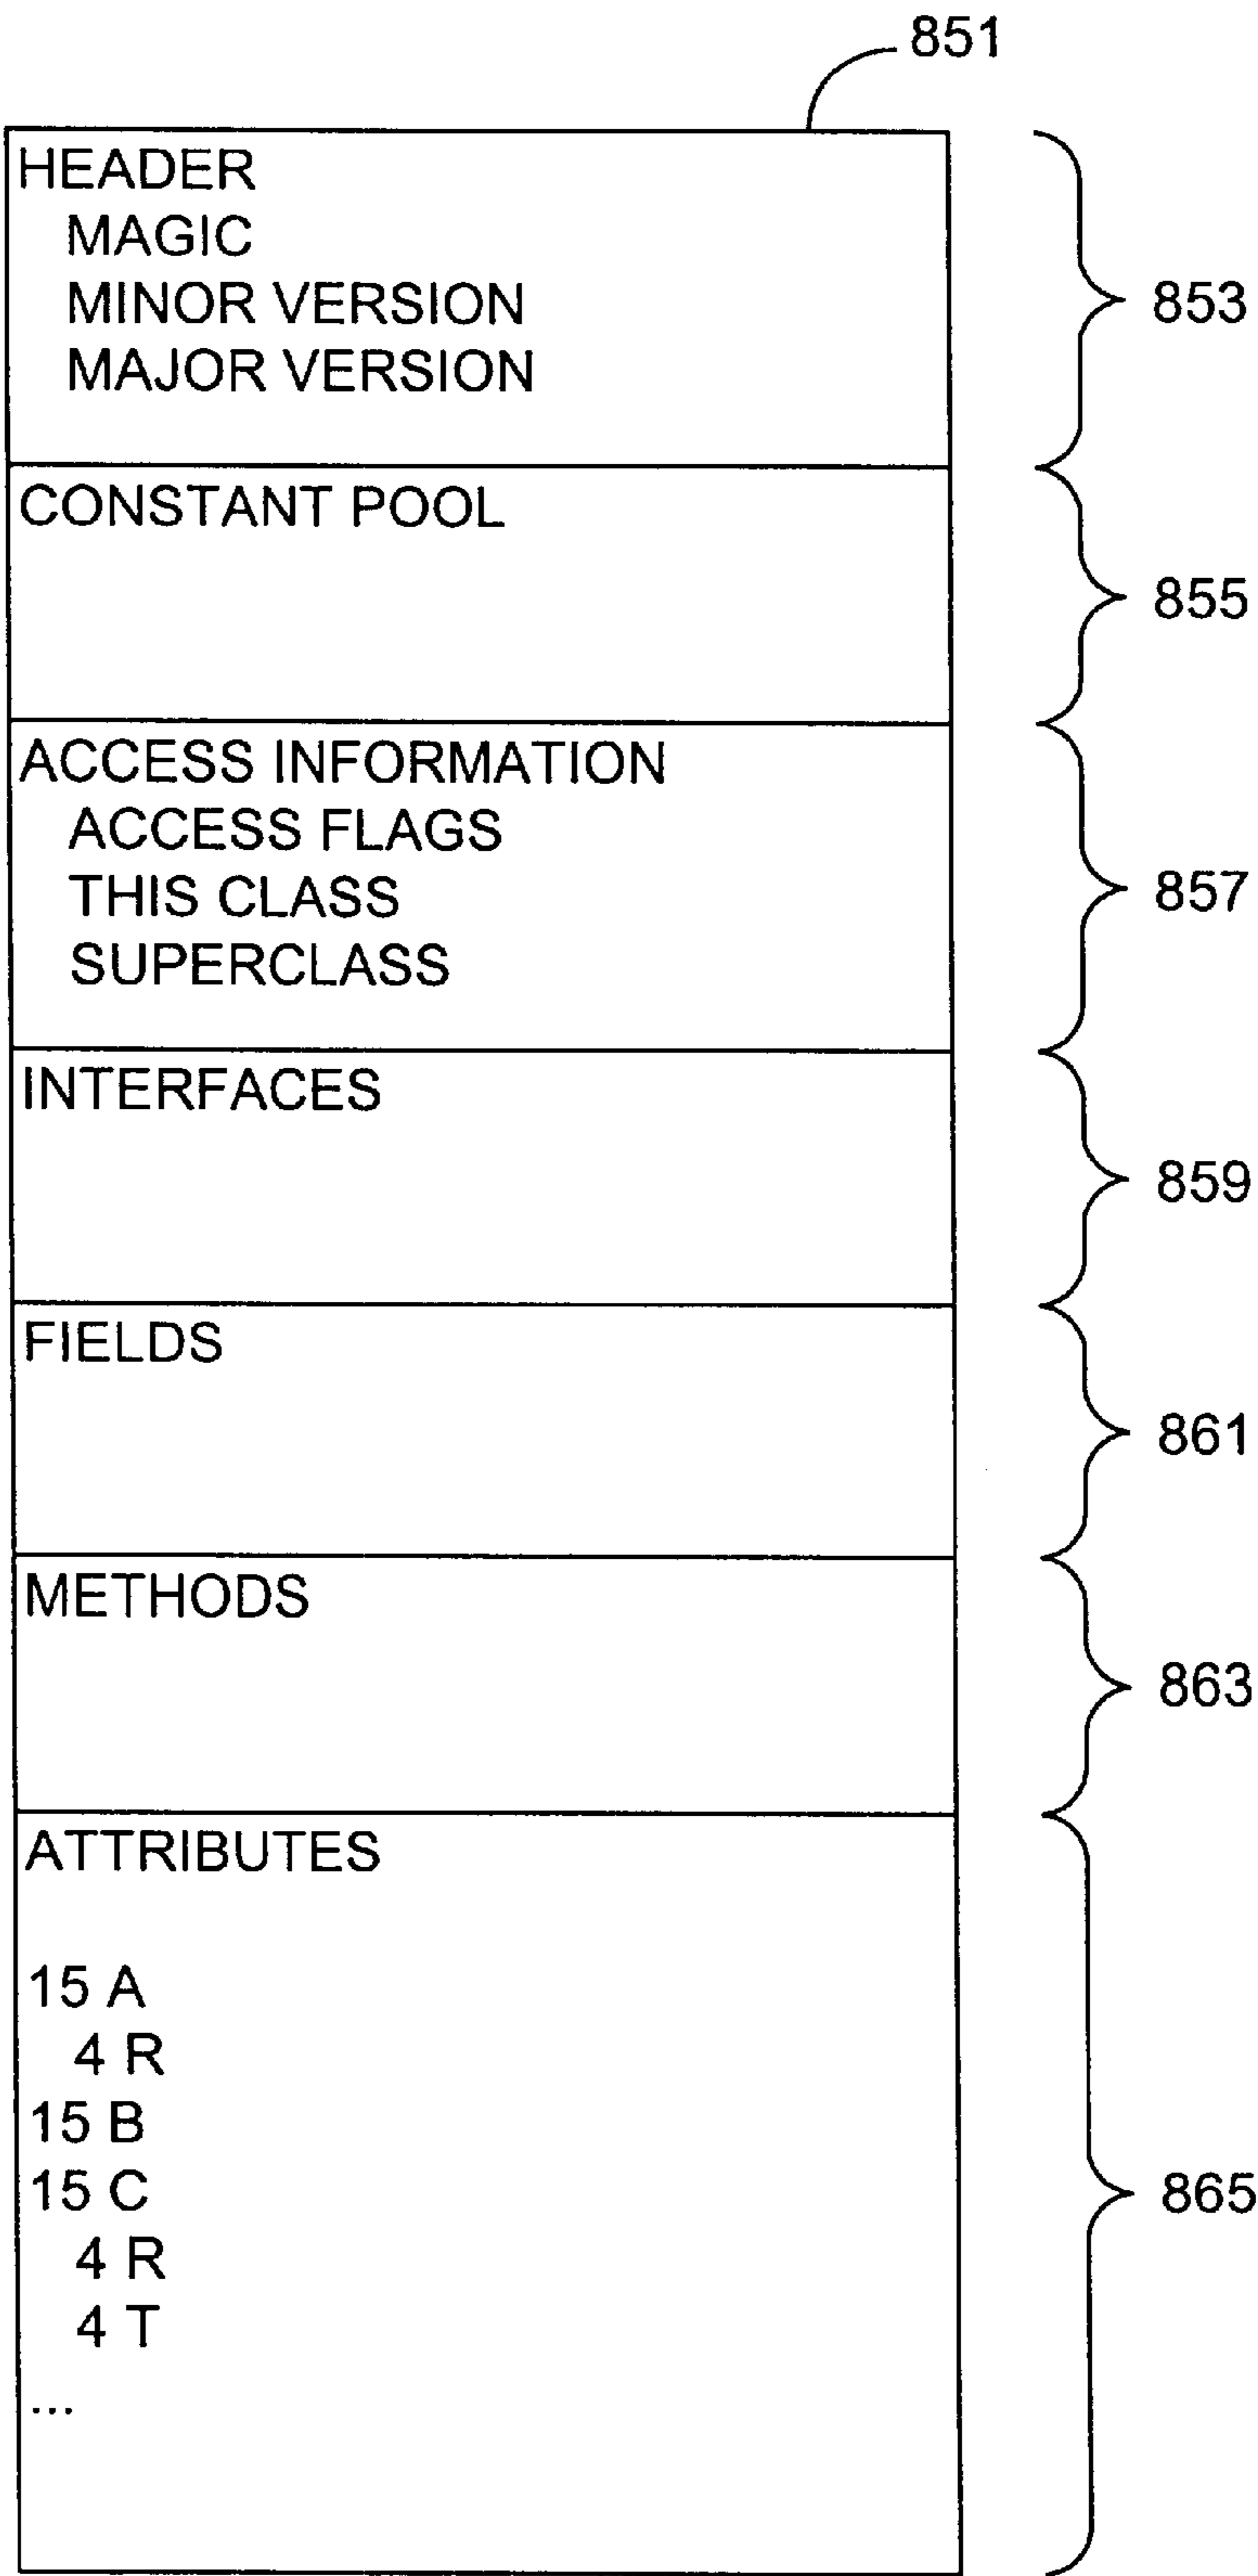 851
HEADER
MAGIC
MINOR VERSION
MAJOR VERSION
853
CONSTANT POOL
855
ACCESS INFORMATION
ACCESS FLAGS
THIS CLASS
SUPERCLASS
857
INTERFACES
859
FIELDS
861
METHODS
863
ATTRIBUTES
15 A
4 R
15 B
15 C
4 R
4 T
...
865